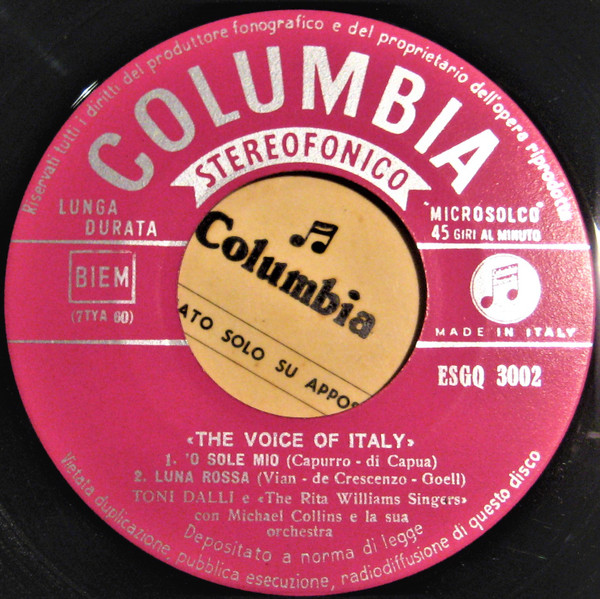 Riservati tutti i diritti del produttore fonografico e del proprietario dell'opera riprodotta
COLUMBIA
STEREOFONICO
LUNGA
DURATA
"MICROSOLCO"
45 GIRI AL MINUTO
BIEM
(7TYA 60)
MADE IN ITALY
ESGQ 3002
Columbia
ATO SOLO SU APPOS
«THE VOICE OF ITALY»
1. 'O SOLE MIO (Capurro - di Capua)
2. LUNA ROSSA (Vian - de Crescenzo - Goell)
TONI DALLI e «The Rita Williams Singers»
con Michael Collins e la sua
orchestra
Depositato a norma di legge
Vietata duplicazione, pubblica esecuzione, radiodiffusione di questo disco